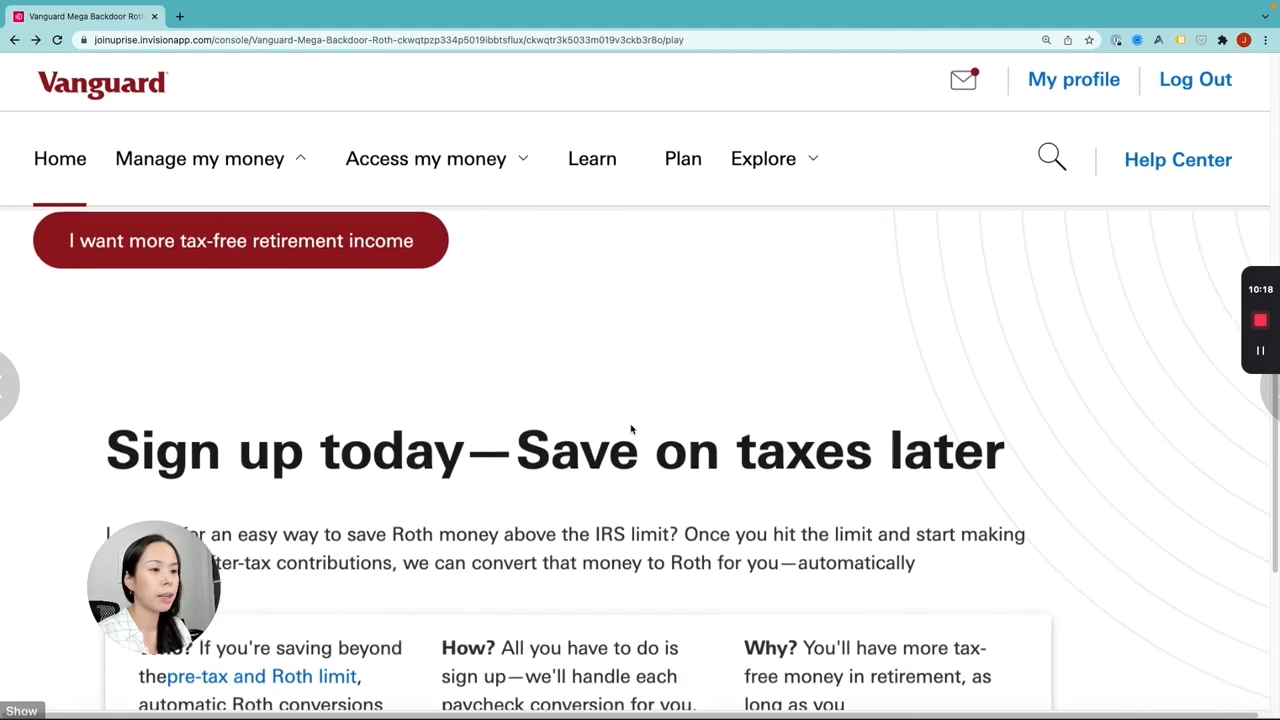 Vanguard Mega Backdoor Roth
joinuprise.invisionapp.com/console/Vanguard-Mega-Backdoor-Roth-ckwqtpzp334p5019ibbtsflux/ckwqtr3k5033m019v3ckb3r8o/play
J
Vanguard
My profile
Log Out
Home
Manage my money
Access my money
Learn
Plan
Explore
Help Center
I want more tax-free retirement income
10:18
Sign up today—Save on taxes later
an easy way to save Roth money above the IRS limit? Once you hit the limit and start making
contributions, we can convert that money to Roth for you—automatically
If you're saving beyond
thepre-tax and Roth limit,
automatic Roth conversions
How? All you have to do is
sign up—we'll handle each
paycheck conversion for you.
Why? You'll have more tax-
free money in retirement, as
long as you
Show